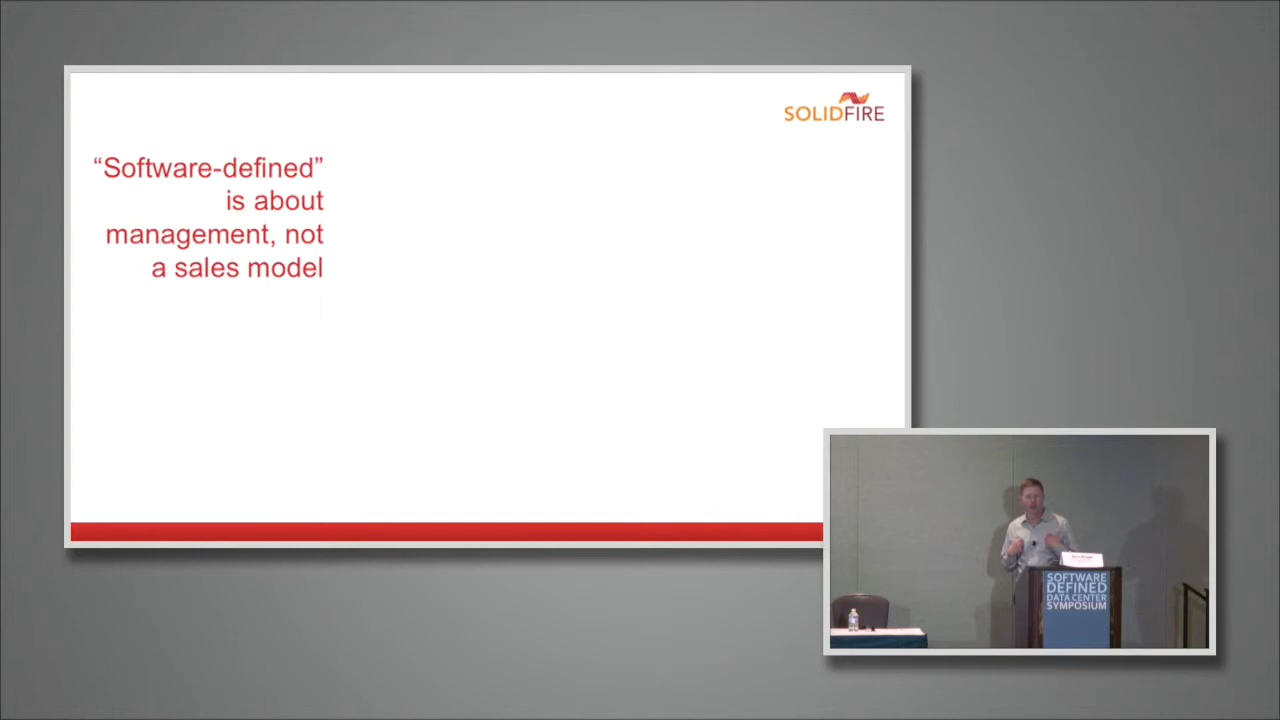 SOLIDFIRE
“Software-defined”
is about
management, not
a sales model
SOFTWARE
DEFINED
DATA CENTER
SYMPOSIUM